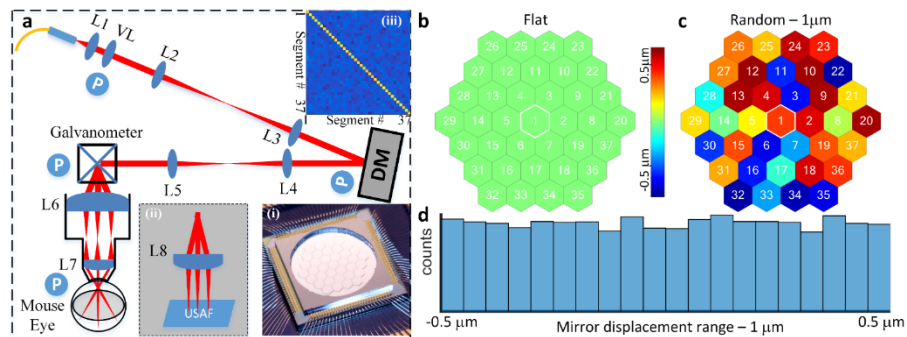 a
L1
VL
L2
P
(iii)
Segment #
1
37
1
Segment #
37
L3
DM
P
Galvanometer
P
L5
L4
L6
L7
P
Mouse
Eye
(ii)
L8
USAF
(i)
b
Flat
26 25 24 23
27 12 11 10 22
28 13 4 3 9 21
29 14 5 1 2 8 20
30 15 6 7 19 37
31 16 17 18 36
32 33 34 35
0.5μm
-0.5 μm
c
Random – 1μm
26 25 24 23
27 12 11 10 22
28 13 4 3 9 21
29 14 5 1 2 8 20
30 15 6 7 19 37
31 16 17 18 36
32 33 34 35
d
counts
-0.5 μm
Mirror displacement range – 1 μm
0.5 μm